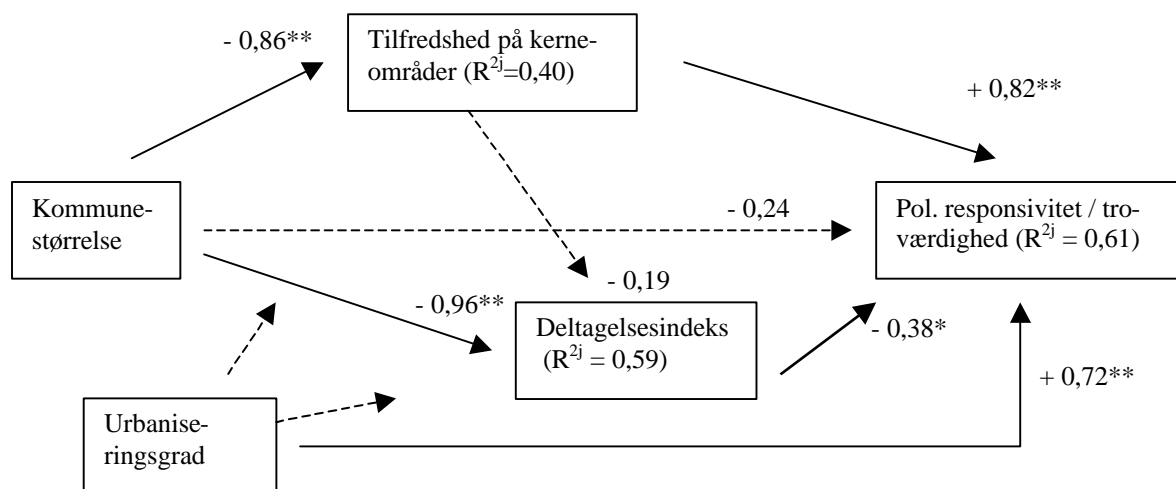 - 0,86**
Tilfredshed på kerne-
områder (R2j=0,40)
+ 0,82**
Kommune-
størrelse
- 0,24
Pol. responsivitet / tro-
værdighed (R2j = 0,61)
- 0,19
- 0,96**
Deltagelsesindeks
(R2j = 0,59)
- 0,38*
+ 0,72**
Urbanise-
ringsgrad